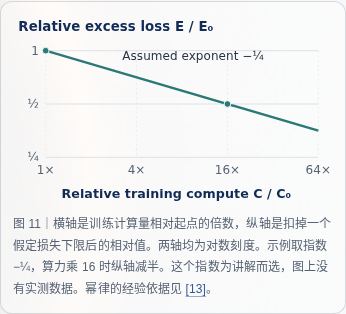 Relative excess loss E / E₀
1
Assumed exponent −¼
½
¼
1× 4× 16× 64×
Relative training compute C / C₀
图 11｜横轴是训练计算量相对起点的倍数，纵轴是扣掉一个
假定损失下限后的相对值。两轴均为对数刻度。示例取指数
−¼，算力乘 16 时纵轴减半。这个指数为讲解而选，图上没
有实测数据。幂律的经验依据见 [13]。